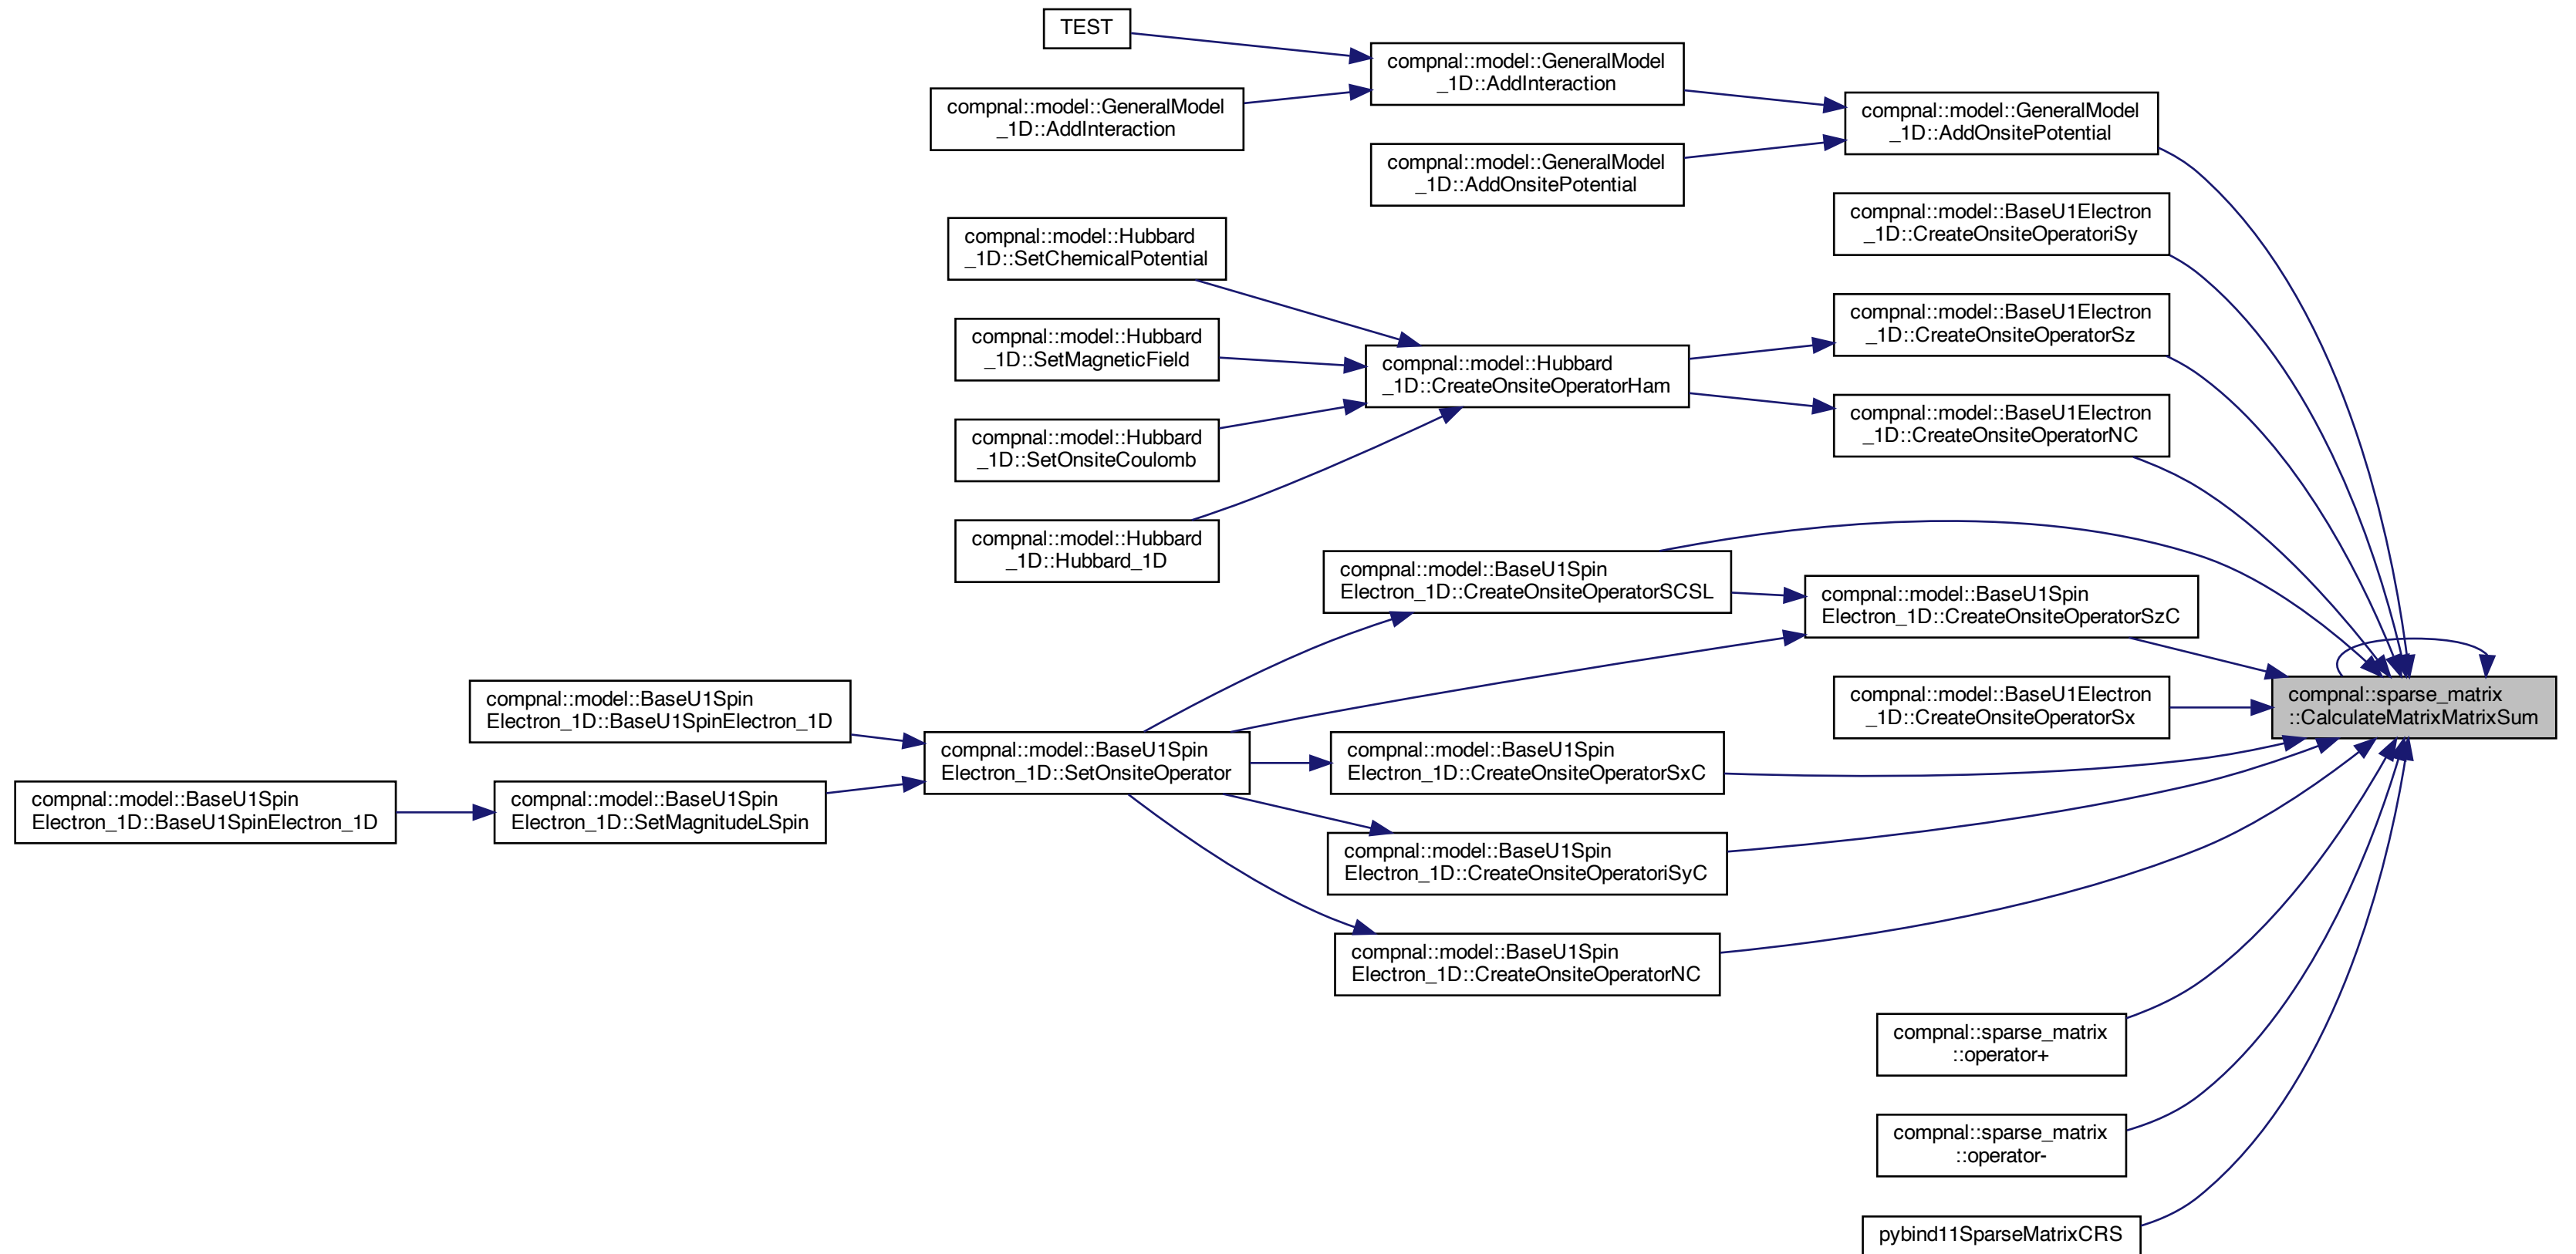 TEST
compnal::model::GeneralModel
_1D::AddInteraction
compnal::model::GeneralModel
_1D::AddInteraction
compnal::model::GeneralModel
_1D::AddOnsitePotential
compnal::model::GeneralModel
_1D::AddOnsitePotential
compnal::model::BaseU1Electron
_1D::CreateOnsiteOperatoriSy
compnal::model::Hubbard
_1D::SetChemicalPotential
compnal::model::BaseU1Electron
_1D::CreateOnsiteOperatorSz
compnal::model::Hubbard
_1D::SetMagneticField
compnal::model::Hubbard
_1D::CreateOnsiteOperatorHam
compnal::model::BaseU1Electron
_1D::CreateOnsiteOperatorNC
compnal::model::Hubbard
_1D::SetOnsiteCoulomb
compnal::model::Hubbard
_1D::Hubbard_1D
compnal::model::BaseU1Spin
Electron_1D::CreateOnsiteOperatorSCSL
compnal::model::BaseU1Spin
Electron_1D::CreateOnsiteOperatorSzC
compnal::model::BaseU1Spin
Electron_1D::BaseU1SpinElectron_1D
compnal::model::BaseU1Electron
_1D::CreateOnsiteOperatorSx
compnal::sparse_matrix
::CalculateMatrixMatrixSum
compnal::model::BaseU1Spin
Electron_1D::SetOnsiteOperator
compnal::model::BaseU1Spin
Electron_1D::CreateOnsiteOperatorSxC
compnal::model::BaseU1Spin
Electron_1D::BaseU1SpinElectron_1D
compnal::model::BaseU1Spin
Electron_1D::SetMagnitudeLSpin
compnal::model::BaseU1Spin
Electron_1D::CreateOnsiteOperatoriSyC
compnal::model::BaseU1Spin
Electron_1D::CreateOnsiteOperatorNC
compnal::sparse_matrix
::operator+
compnal::sparse_matrix
::operator-
pybind11SparseMatrixCRS